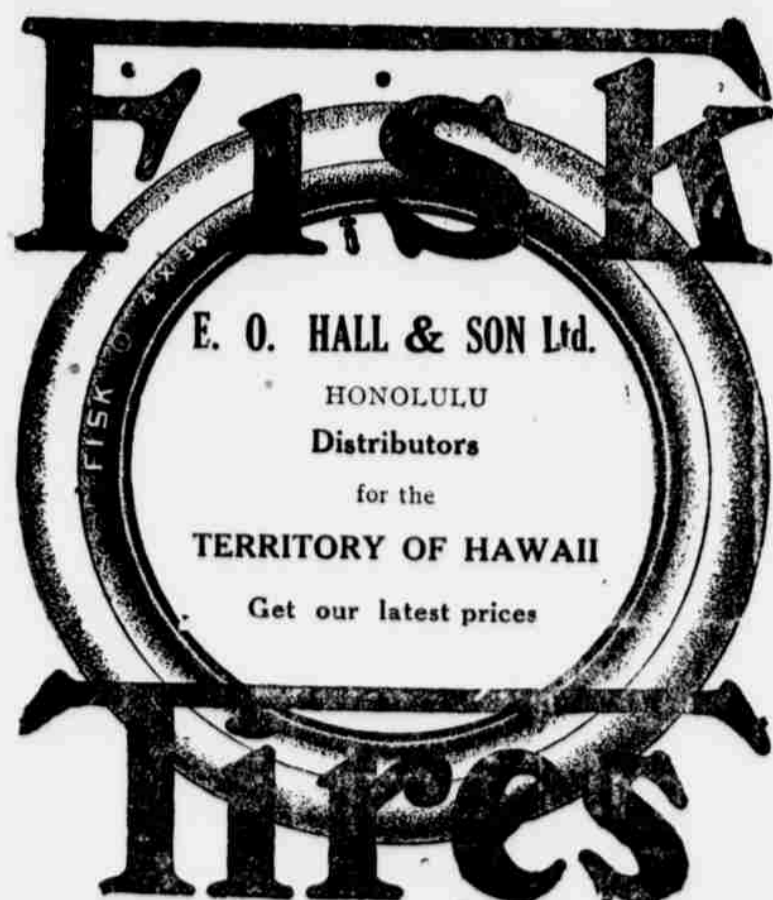 Fisk
FISK 4 X 34
E. O. HALL & SON Ltd.
HONOLULU
Distributors
for the
TERRITORY OF HAWAII
Get our latest prices
Tires